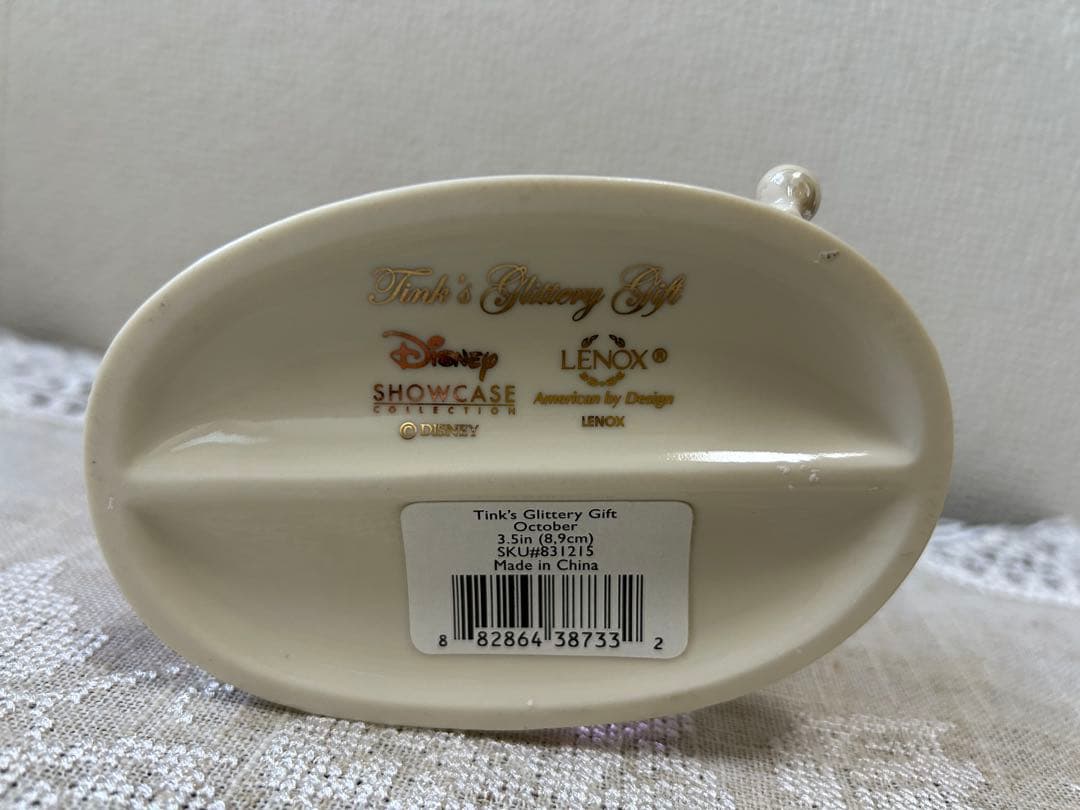 Tink's Glittery Gift
Disney
SHOWCASE
COLLECTION
© DISNEY
LENOX®
American by Design
LENOX
Tink's Glittery Gift
October
3.5in (8,9cm)
SKU#831215
Made in China
8 82864 38733 2